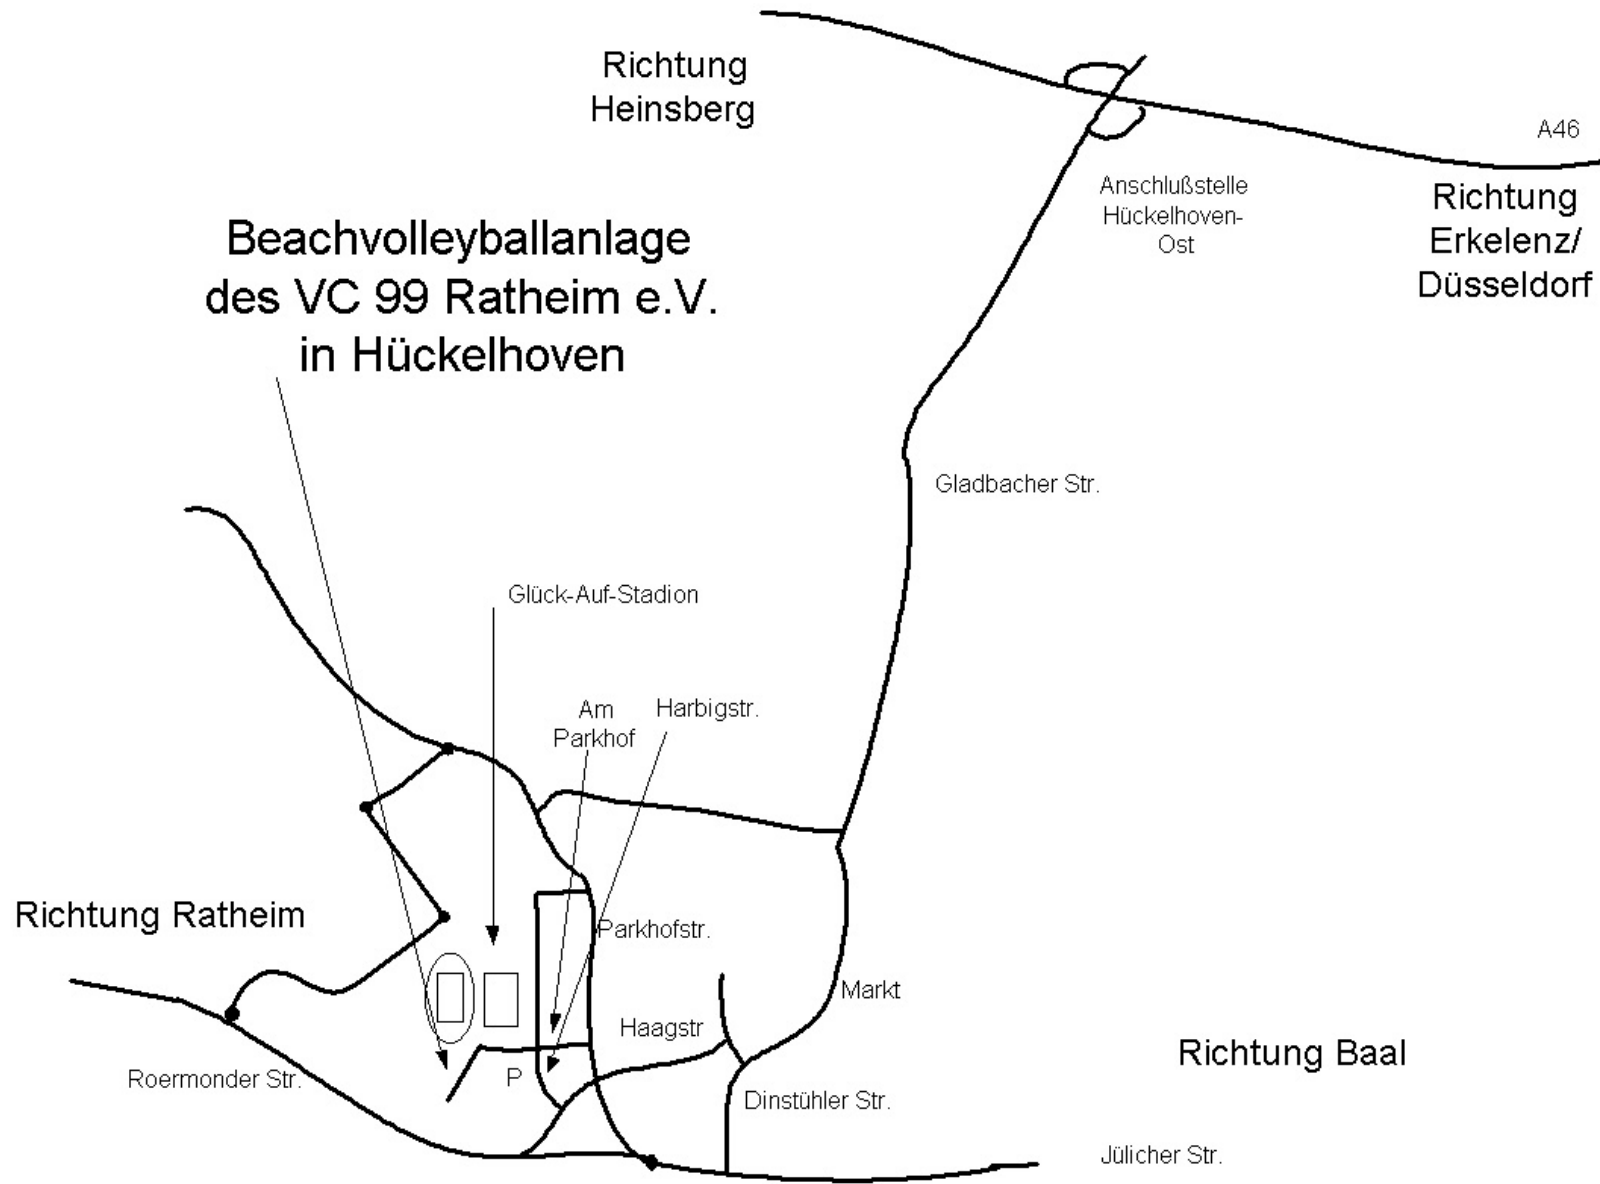 Richtung
Heinsberg
A46
Anschlußstelle
Hückelhoven-
Ost
Richtung
Erkelenz/
Düsseldorf
Beachvolleyballanlage
des VC 99 Ratheim e.V.
in Hückelhoven
Gladbacher Str.
Glück-Auf-Stadion
Am
Parkhof
Harbigstr.
Richtung Ratheim
Parkhofstr.
Markt
Haagstr
Richtung Baal
Roermonder Str.
P
Dinstühler Str.
Jülicher Str.